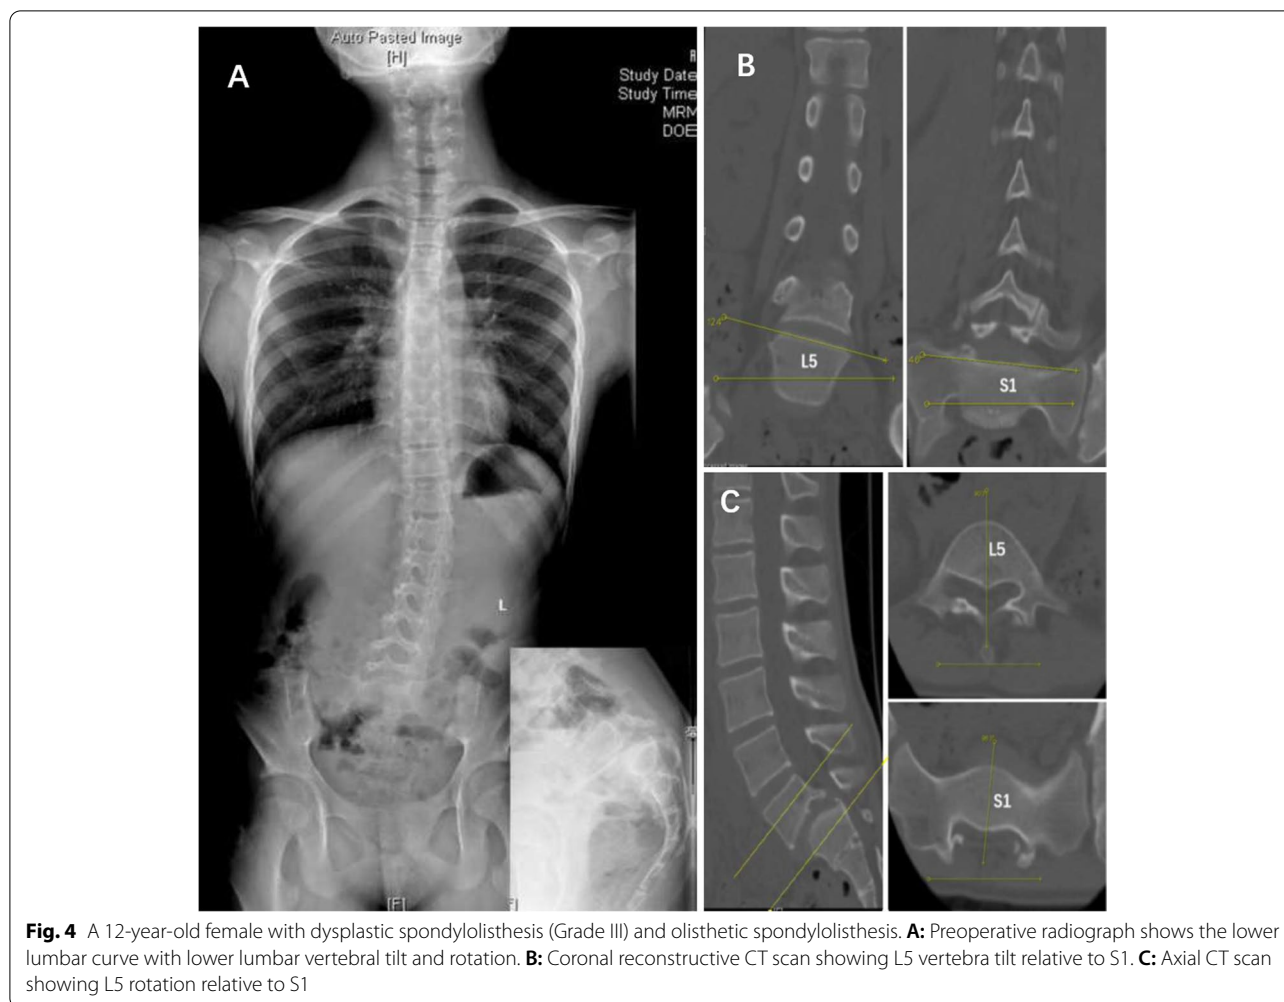 Auto Pasted Image
[H]
A
Study Date
Study Time
MRM
DOE
L
[F]
B
L5
S1
C
L5
S1
Fig. 4 A 12-year-old female with dysplastic spondylolisthesis (Grade III) and olisthetic spondylolisthesis. A: Preoperative radiograph shows the lower
lumbar curve with lower lumbar vertebral tilt and rotation. B: Coronal reconstructive CT scan showing L5 vertebra tilt relative to S1. C: Axial CT scan
showing L5 rotation relative to S1